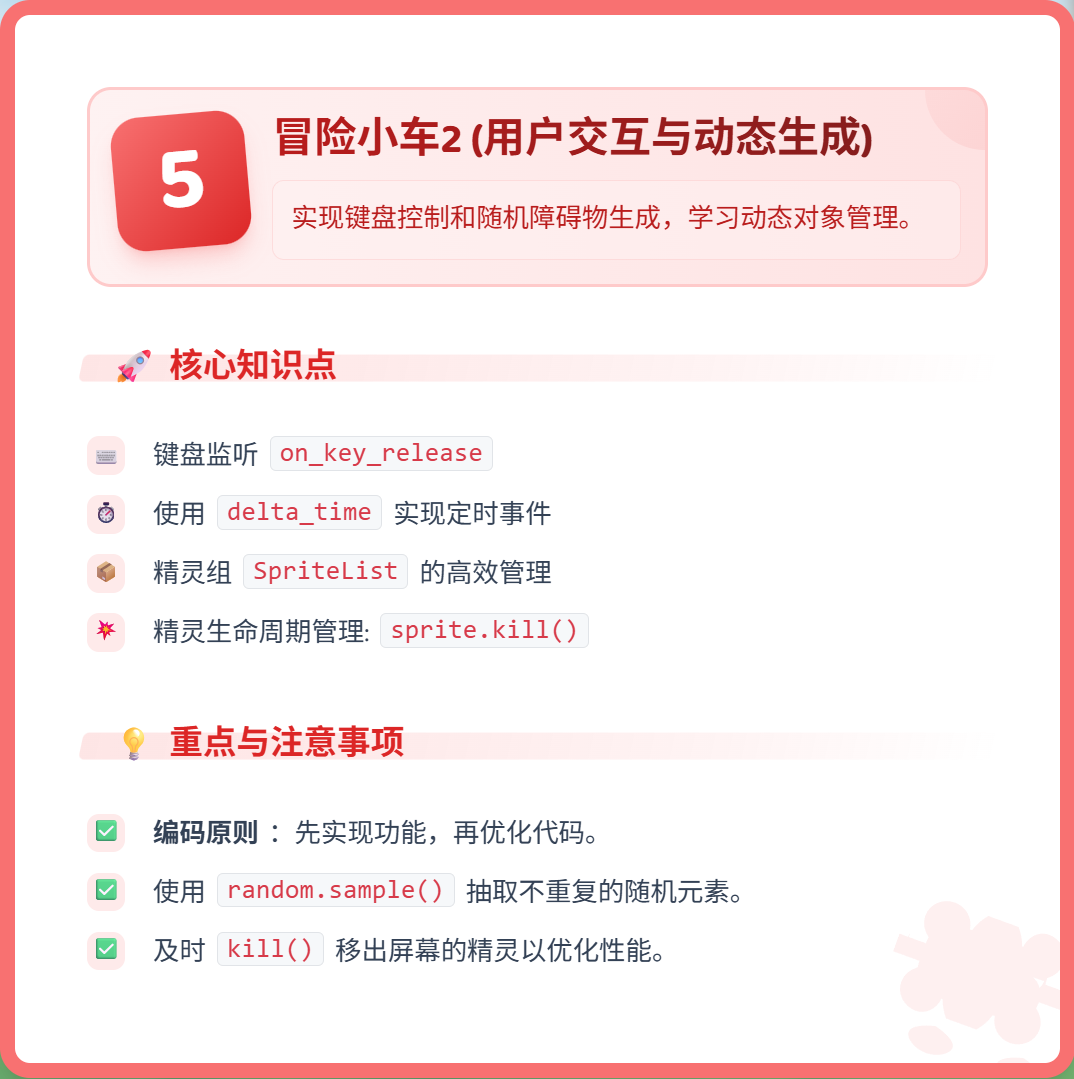 5
冒险小车2 (用户交互与动态生成)
实现键盘控制和随机障碍物生成，学习动态对象管理。
🚀 核心知识点
键盘监听 on_key_release
使用 delta_time 实现定时事件
精灵组 SpriteList 的高效管理
精灵生命周期管理: sprite.kill()
💡 重点与注意事项
编码原则 ：先实现功能，再优化代码。
使用 random.sample() 抽取不重复的随机元素。
及时 kill() 移出屏幕的精灵以优化性能。